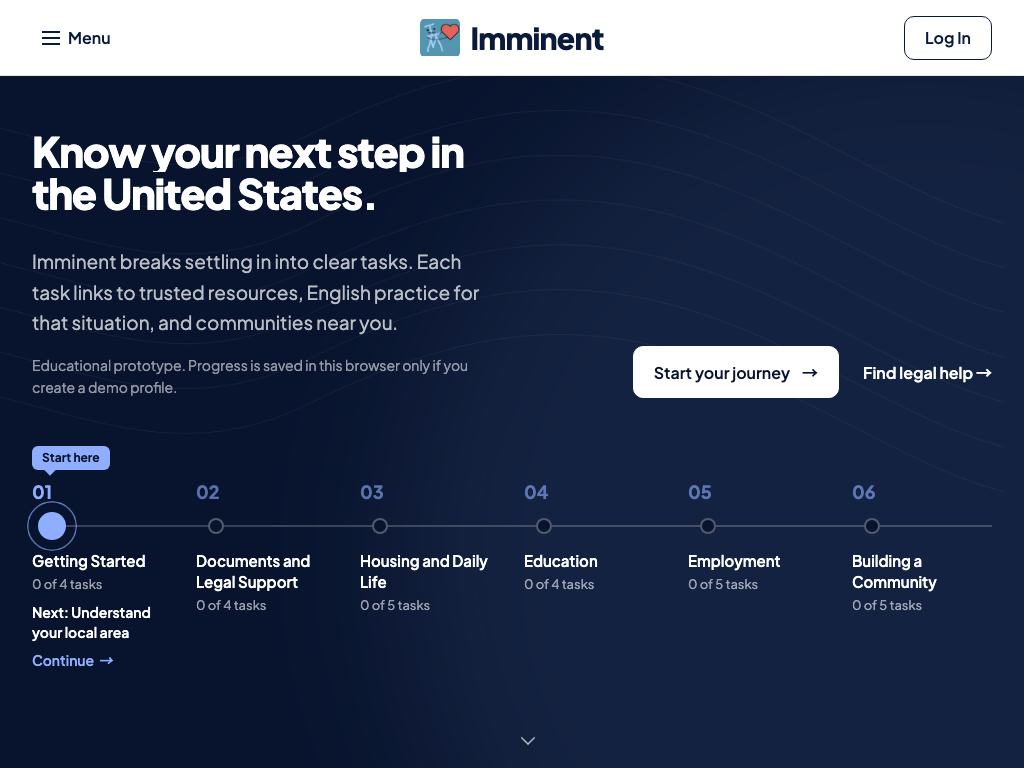 Menu
Imminent
Log In
Know your next step in
the United States.
Imminent breaks settling in into clear tasks. Each
task links to trusted resources, English practice for
that situation, and communities near you.
Educational prototype. Progress is saved in this browser only if you
create a demo profile.
Start your journey →
Find legal help →
Start here
01
Getting Started
0 of 4 tasks
Next: Understand
your local area
Continue →
02
Documents and
Legal Support
0 of 4 tasks
03
Housing and Daily
Life
0 of 5 tasks
04
Education
0 of 4 tasks
05
Employment
0 of 5 tasks
06
Building a
Community
0 of 5 tasks